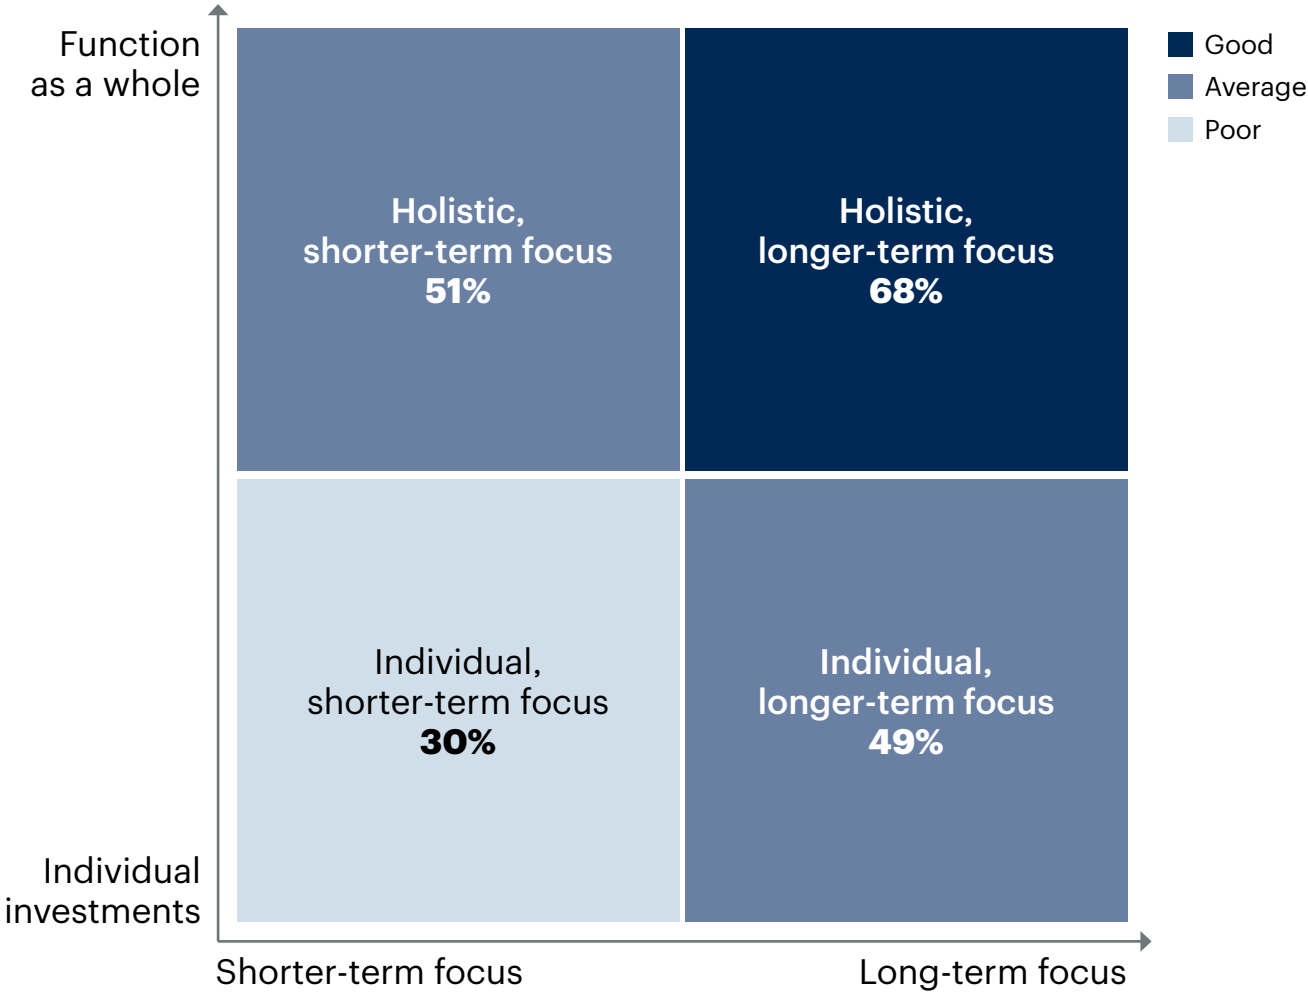 Function
as a whole
Good
Average
Poor
Holistic,
shorter-term focus
51%
Holistic,
longer-term focus
68%
Individual,
shorter-term focus
30%
Individual,
longer-term focus
49%
Individual
investments
Shorter-term focus
Long-term focus